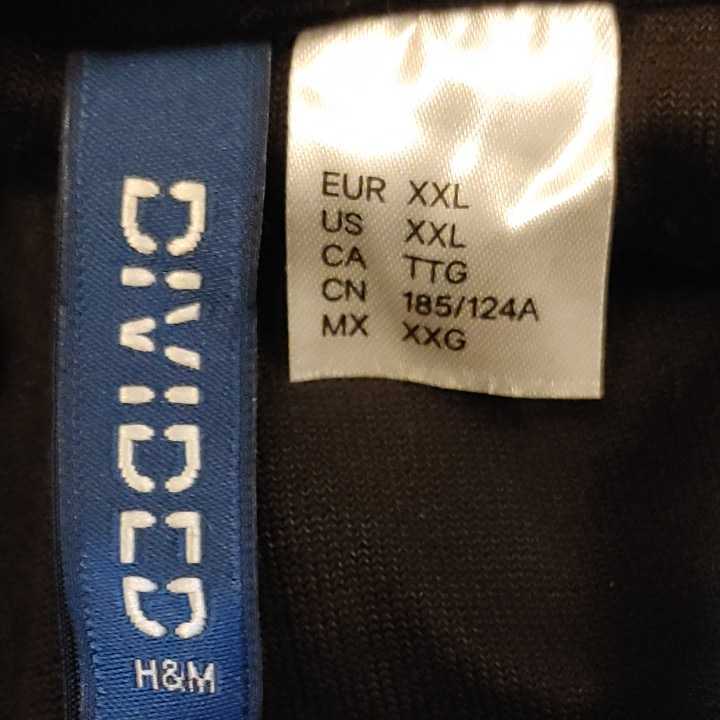 DIVIDED
H&M
EUR XXL
US XXL
CA TTG
CN 185/124A
MX XXG